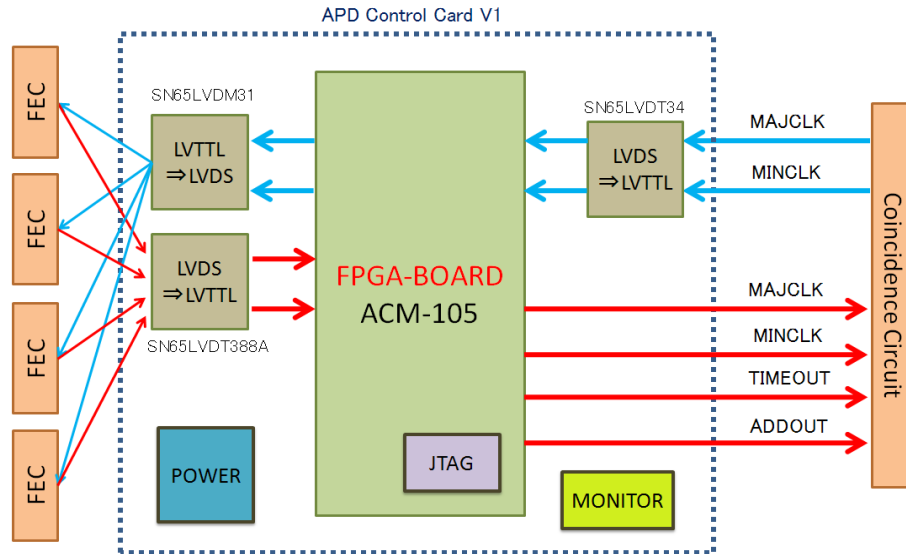 APD Control Card V1
FEC
FEC
FEC
FEC
SN65LVDM31
LVTTL
⇒LVDS
LVDS
⇒LVTTL
SN65LVDT388A
FPGA-BOARD
ACM-105
SN65LVDT34
LVDS
⇒LVTTL
MAJCLK
MINCLK
MAJCLK
MINCLK
TIMEOUT
ADDOUT
Coincidence Circuit
POWER
JTAG
MONITOR